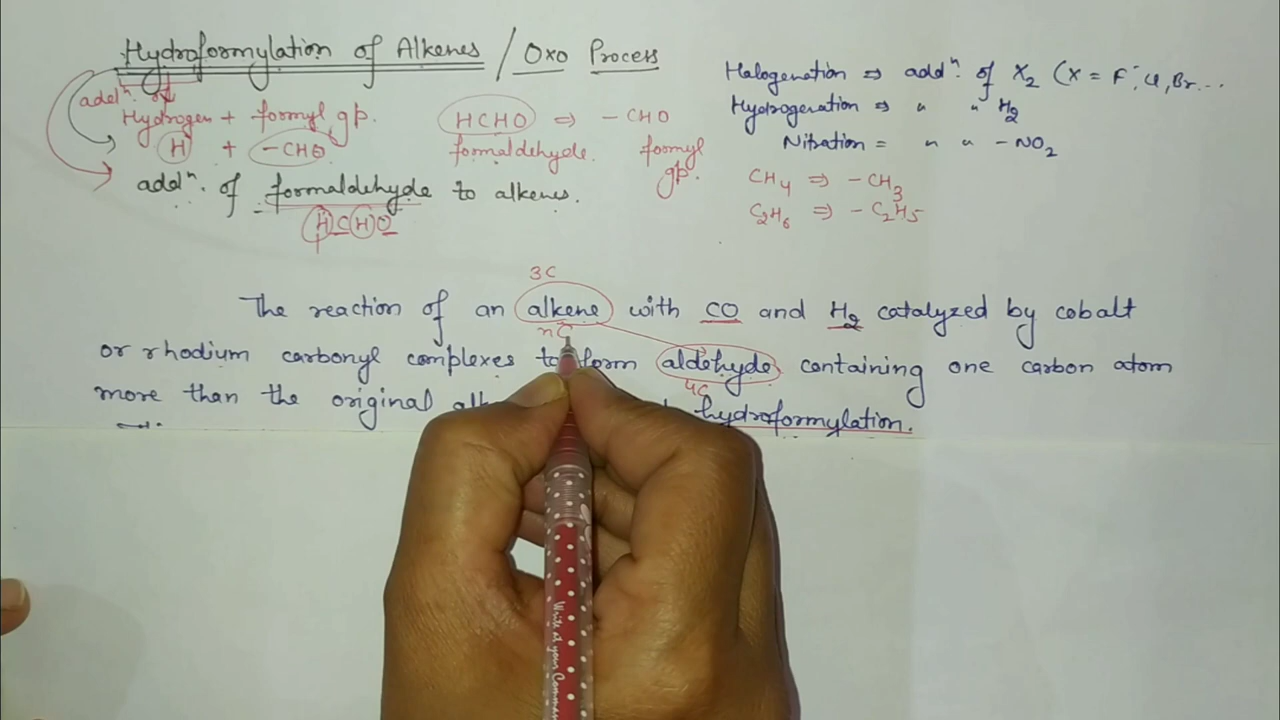 Hydroformylation of Alkenes / Oxo Process
addⁿ. of
Hydrogen + formyl gp.
H + -CHO
HCHO ⇒ -CHO
formaldehyde. formyl gp.
addⁿ. of formaldehyde to alkenes.
HCHO
Halogenation ⇒ addⁿ. of X₂ (X = F, Cl, Br...
Hydrogenation ⇒ " " H₂
Nitration = " " -NO₂
CH₄ ⇒ -CH₃
C₂H₆ ⇒ -C₂H₅
3C
The reaction of an alkene with CO and H₂ catalyzed by cobalt
nC
or rhodium carbonyl complexes to form aldehyde containing one carbon atom
4C
more than the original hydroformylation.
Write at your